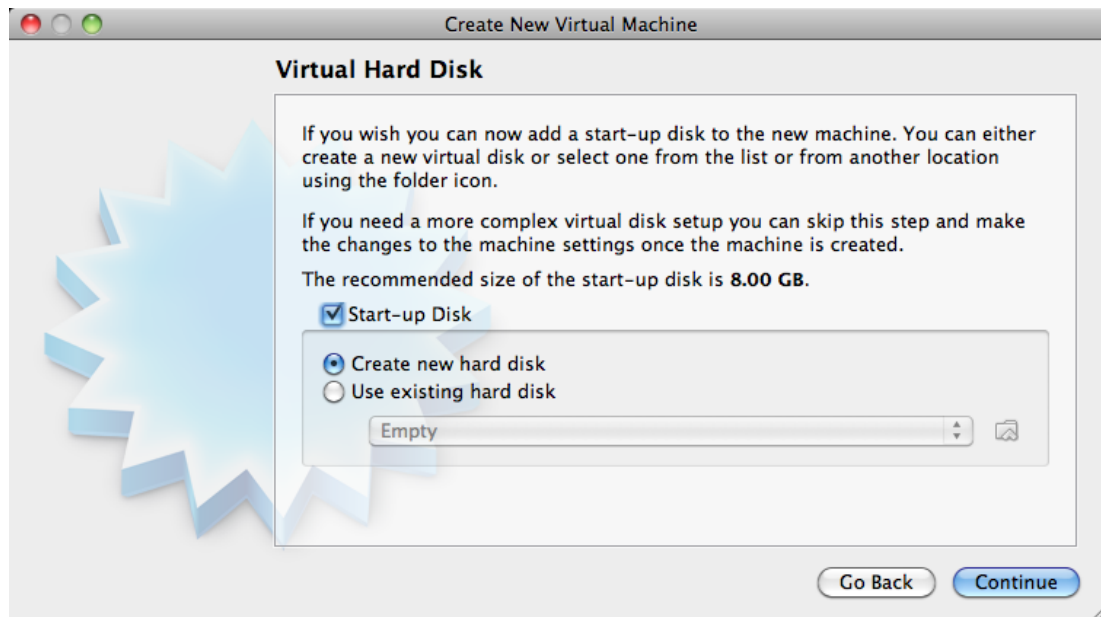 Create New Virtual Machine
Virtual Hard Disk
If you wish you can now add a start-up disk to the new machine. You can either
create a new virtual disk or select one from the list or from another location
using the folder icon.
If you need a more complex virtual disk setup you can skip this step and make
the changes to the machine settings once the machine is created.
The recommended size of the start-up disk is 8.00 GB.
Start-up Disk
Create new hard disk
Use existing hard disk
Empty
Go Back Continue